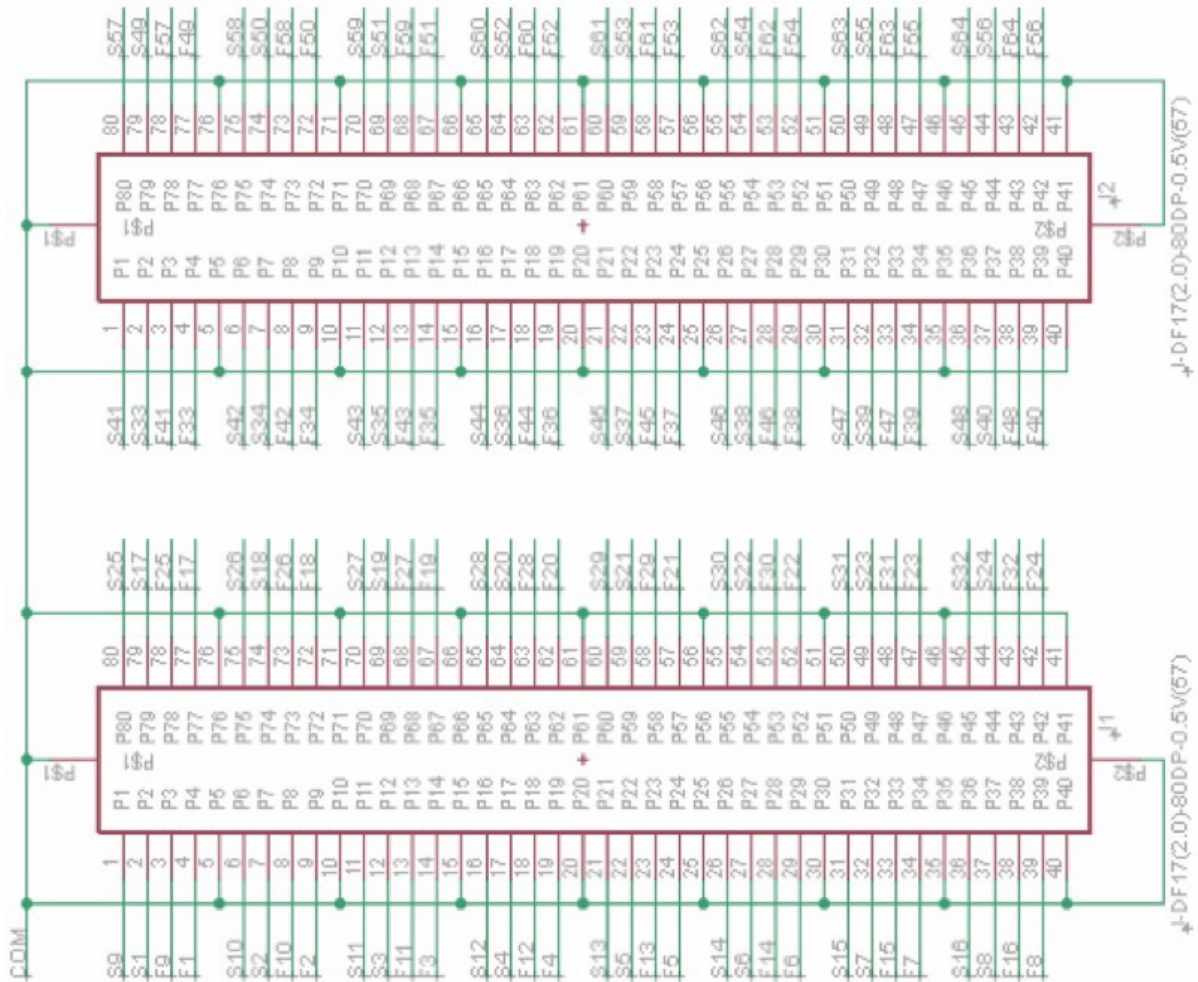 S57 S49 F57 F49 S58 S50 F58 F50 S59 S51 F59 F51 S60 S52 F60 F52 S61 S53 F61 F53 S62 S54 F62 F54 S63 S55 F63 F55 S64 S56 F64 F56
80 79 78 77 76 75 74 73 72 71 70 69 68 67 66 65 64 63 62 61 60 59 58 57 56 55 54 53 52 51 50 49 48 47 46 45 44 43 42 41
P80 P79 P78 P77 P76 P75 P74 P73 P72 P71 P70 P69 P68 P67 P66 P65 P64 P63 P62 P61 P60 P59 P58 P57 P56 P55 P54 P53 P52 P51 P50 P49 P48 P47 P46 P45 P44 P43 P42 P41
J2
P$1 P$1 P$2 P$2
P1 P2 P3 P4 P5 P6 P7 P8 P9 P10 P11 P12 P13 P14 P15 P16 P17 P18 P19 P20 P21 P22 P23 P24 P25 P26 P27 P28 P29 P30 P31 P32 P33 P34 P35 P36 P37 P38 P39 P40
1 2 3 4 5 6 7 8 9 10 11 12 13 14 15 16 17 18 19 20 21 22 23 24 25 26 27 28 29 30 31 32 33 34 35 36 37 38 39 40
J-DF17(2.0)-80DP-0.5V(57)
S41 S33 F41 F33 S42 S34 F42 F34 S43 S35 F43 F35 S44 S36 F44 F36 S45 S37 F45 F37 S46 S38 F46 F38 S47 S39 F47 F39 S48 S40 F48 F40
S25 S17 F25 F17 S26 S18 F26 F18 S27 S19 F27 F19 S28 S20 F28 F20 S29 S21 F29 F21 S30 S22 F30 F22 S31 S23 F31 F23 S32 S24 F32 F24
80 79 78 77 76 75 74 73 72 71 70 69 68 67 66 65 64 63 62 61 60 59 58 57 56 55 54 53 52 51 50 49 48 47 46 45 44 43 42 41
P80 P79 P78 P77 P76 P75 P74 P73 P72 P71 P70 P69 P68 P67 P66 P65 P64 P63 P62 P61 P60 P59 P58 P57 P56 P55 P54 P53 P52 P51 P50 P49 P48 P47 P46 P45 P44 P43 P42 P41
J1
P$1 P$1 P$2 P$2
P1 P2 P3 P4 P5 P6 P7 P8 P9 P10 P11 P12 P13 P14 P15 P16 P17 P18 P19 P20 P21 P22 P23 P24 P25 P26 P27 P28 P29 P30 P31 P32 P33 P34 P35 P36 P37 P38 P39 P40
1 2 3 4 5 6 7 8 9 10 11 12 13 14 15 16 17 18 19 20 21 22 23 24 25 26 27 28 29 30 31 32 33 34 35 36 37 38 39 40
J-DF17(2.0)-80DP-0.5V(57)
COM
S9 S1 F9 F1 S10 S2 F10 F2 S11 S3 F11 F3 S12 S4 F12 F4 S13 S5 F13 F5 S14 S6 F14 F6 S15 S7 F15 F7 S16 S8 F16 F8